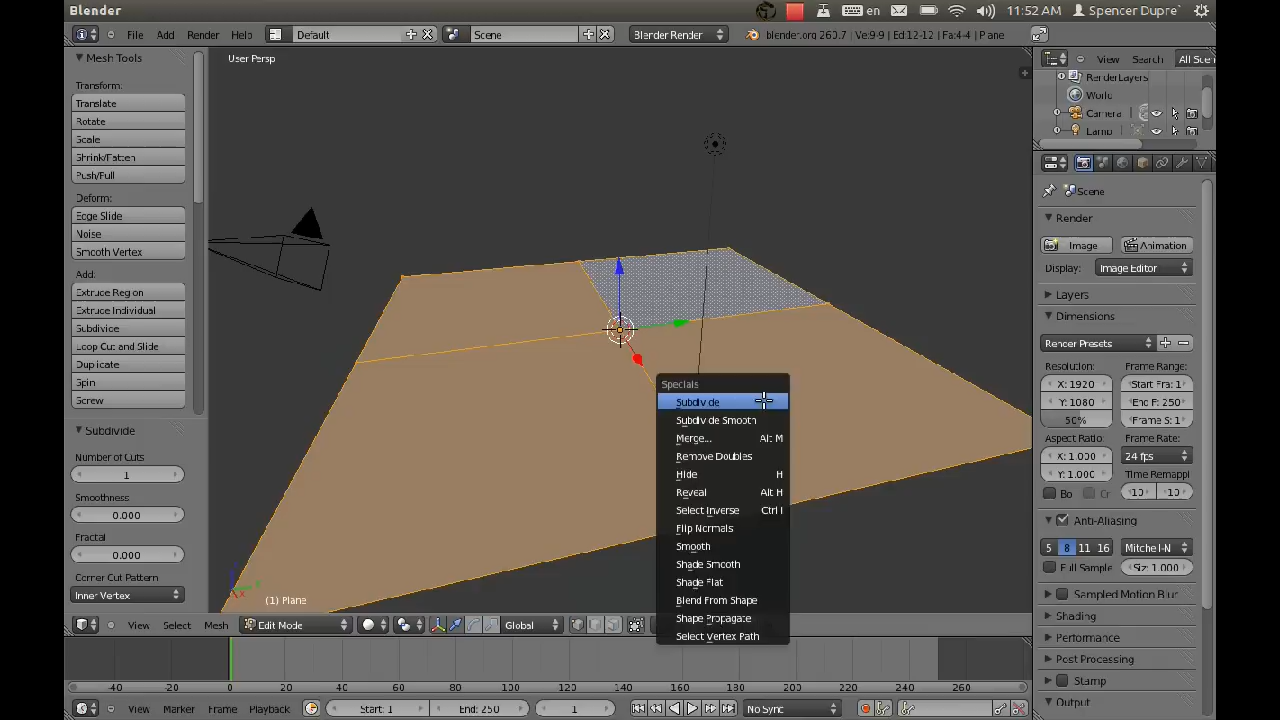 Blender
en
11:52 AM
Spencer Dupre'
File Add Render Help
Default
Scene
Blender Render
blender.org 260.7 | Ve:9-9 | Ed:12-12 | Fa:4-4 | Plane
Mesh Tools
Transform:
Translate
Rotate
Scale
Shrink/Fatten
Push/Pull
Deform:
Edge Slide
Noise
Smooth Vertex
Add:
Extrude Region
Extrude Individual
Subdivide
Loop Cut and Slide
Duplicate
Spin
Screw
Subdivide
Number of Cuts
1
Smoothness
0.000
Fractal
0.000
Corner Cut Pattern
Inner Vertex
User Persp
(1) Plane
Specials
Subdivide
Subdivide Smooth
Merge... Alt M
Remove Doubles
Hide H
Reveal Alt H
Select Inverse Ctrl I
Flip Normals
Smooth
Shade Smooth
Shade Flat
Blend From Shape
Shape Propagate
Select Vertex Path
View Select Mesh
Edit Mode
Global
-40 -20 0 20 40 60 80 100 120 140 160 180 200 220 240 260
View Marker Frame Playback
Start: 1
End: 250
1
No Sync
View Search All Scen
RenderLayers
World
Camera
Lamp
Scene
Render
Image
Animation
Display: Image Editor
Layers
Dimensions
Render Presets
Resolution: Frame Range:
X: 1920 Start Fra: 1
Y: 1080 End F: 250
50% Frame S: 1
Aspect Ratio: Frame Rate:
X: 1.000 24 fps
Y: 1.000 Time Remappi
Bo Cr 10 10
Anti-Aliasing
5 8 11 16 Mitchell-N
Full Sample Siz: 1.000
Sampled Motion Blur
Shading
Performance
Post Processing
Stamp
Output